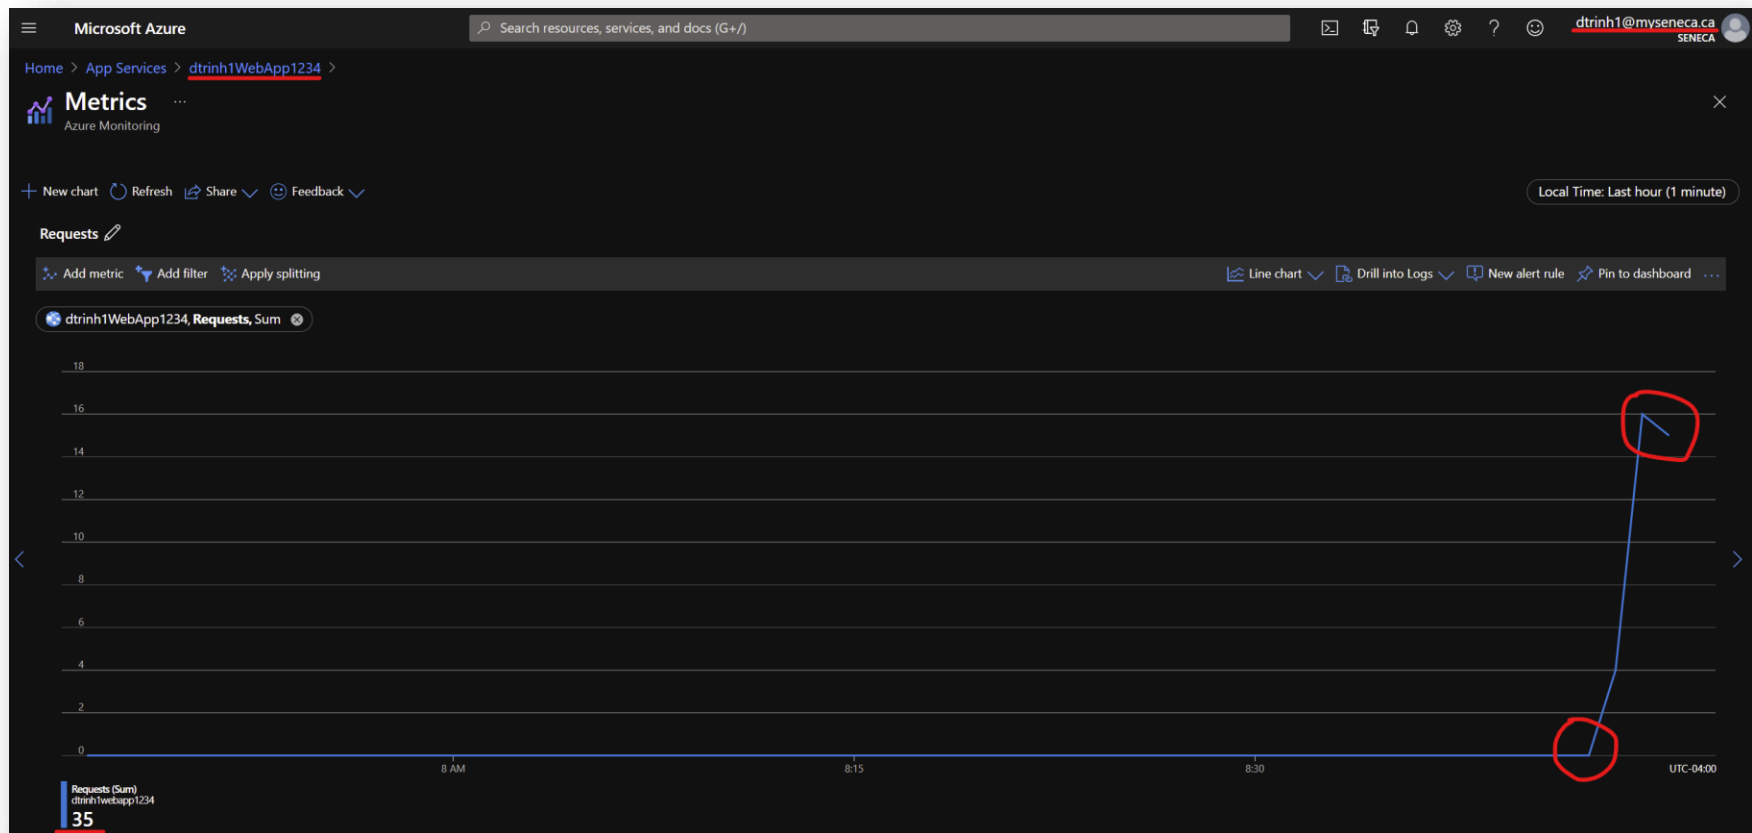 Microsoft Azure
Search resources, services, and docs (G+/)
dtrinh1@myseneca.ca
SENECA
Home > App Services > dtrinh1WebApp1234 >
Metrics ...
Azure Monitoring
New chart Refresh Share Feedback
Local Time: Last hour (1 minute)
Requests
Add metric Add filter Apply splitting Line chart Drill into Logs New alert rule Pin to dashboard ...
dtrinh1WebApp1234, Requests, Sum
18
16
14
12
10
8
6
4
2
0
8 AM 8:15 8:30 UTC-04:00
Requests (Sum)
dtrinh1webapp1234
35